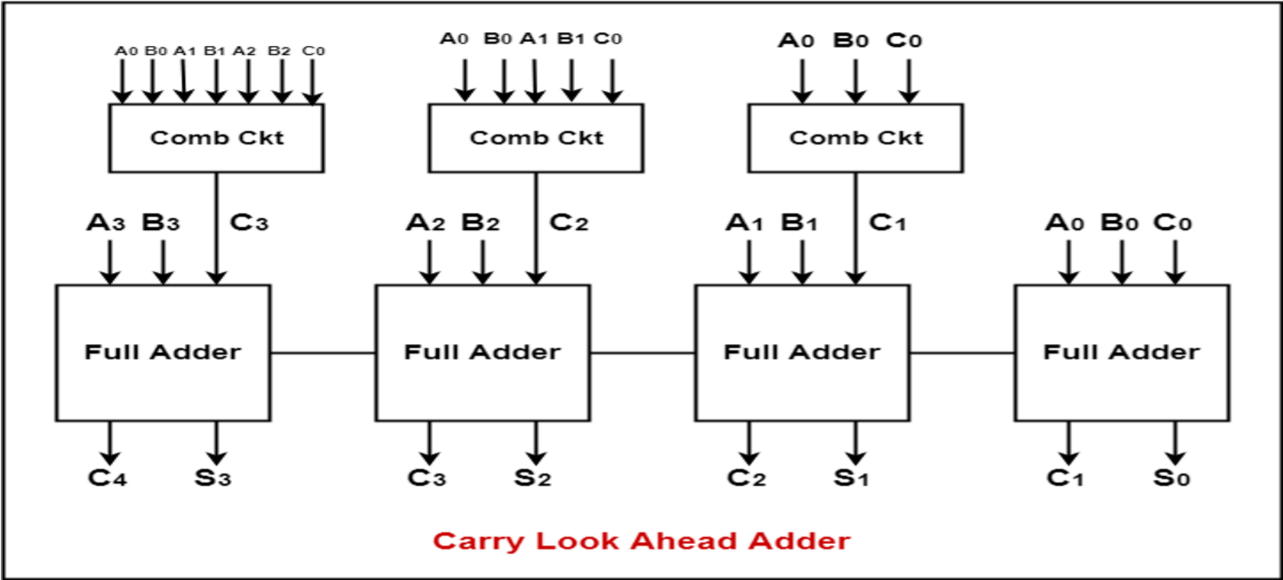 A0 B0 A1 B1 A2 B2 C0
A0 B0 A1 B1 C0
A0 B0 C0
Comb Ckt
Comb Ckt
Comb Ckt
A3 B3 C3
A2 B2 C2
A1 B1 C1
A0 B0 C0
Full Adder
Full Adder
Full Adder
Full Adder
C4 S3
C3 S2
C2 S1
C1 S0
Carry Look Ahead Adder